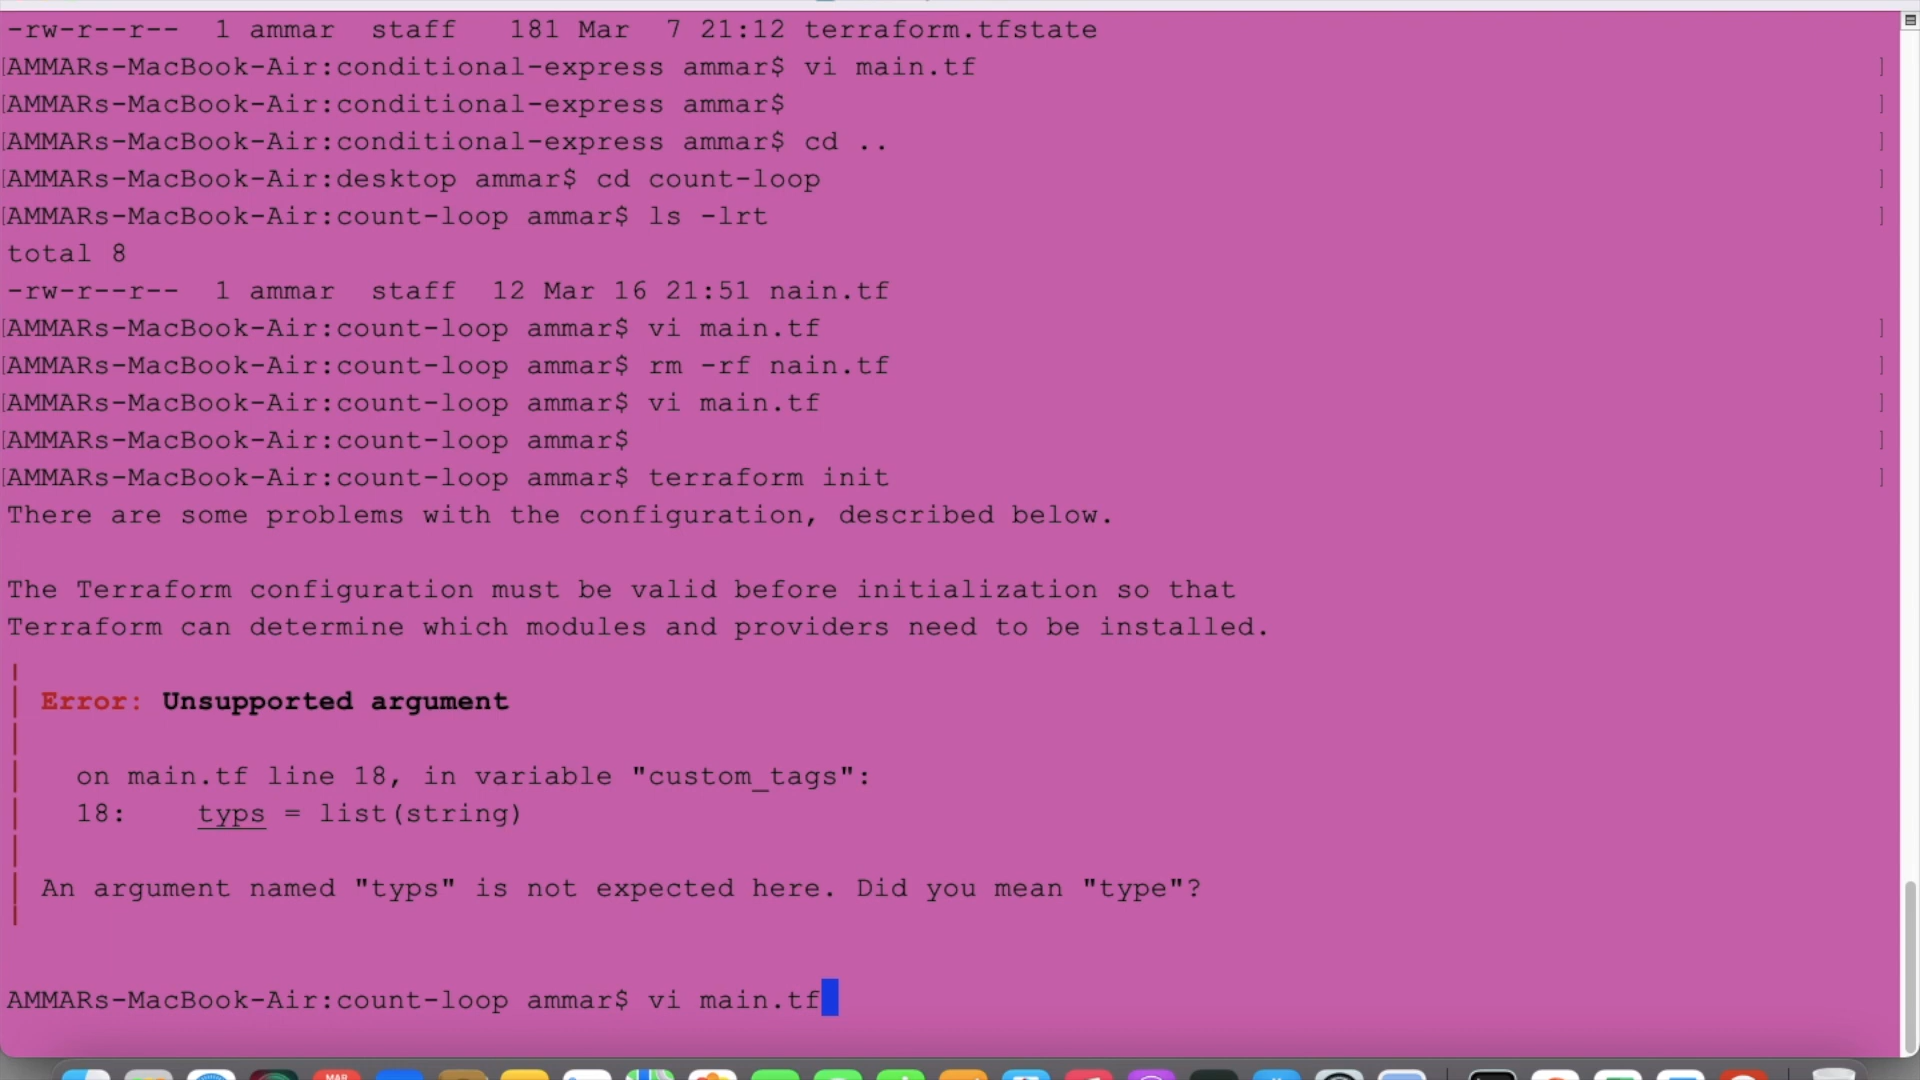 -rw-r--r--  1 ammar  staff   181 Mar  7 21:12 terraform.tfstate
[AMMARs-MacBook-Air:conditional-express ammar$ vi main.tf ]
[AMMARs-MacBook-Air:conditional-express ammar$ ]
[AMMARs-MacBook-Air:conditional-express ammar$ cd .. ]
[AMMARs-MacBook-Air:desktop ammar$ cd count-loop ]
[AMMARs-MacBook-Air:count-loop ammar$ ls -lrt ]
total 8
-rw-r--r--  1 ammar  staff  12 Mar 16 21:51 nain.tf
[AMMARs-MacBook-Air:count-loop ammar$ vi main.tf ]
[AMMARs-MacBook-Air:count-loop ammar$ rm -rf nain.tf ]
[AMMARs-MacBook-Air:count-loop ammar$ vi main.tf ]
[AMMARs-MacBook-Air:count-loop ammar$ ]
[AMMARs-MacBook-Air:count-loop ammar$ terraform init ]
There are some problems with the configuration, described below.
The Terraform configuration must be valid before initialization so that
Terraform can determine which modules and providers need to be installed.
Error: Unsupported argument
on main.tf line 18, in variable "custom_tags":
18:    typs = list(string)
An argument named "typs" is not expected here. Did you mean "type"?
AMMARs-MacBook-Air:count-loop ammar$ vi main.tf
MAR